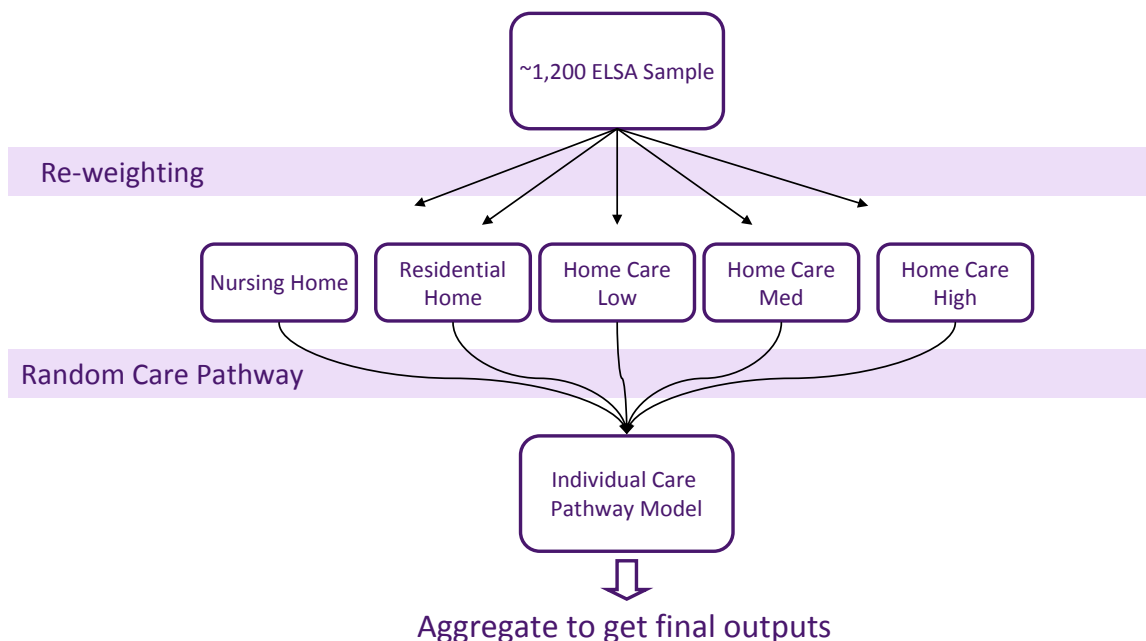 ~1,200 ELSA Sample
Re-weighting
Nursing Home
Residential
Home
Home Care
Low
Home Care
Med
Home Care
High
Random Care Pathway
Individual Care
Pathway Model
Aggregate to get final outputs